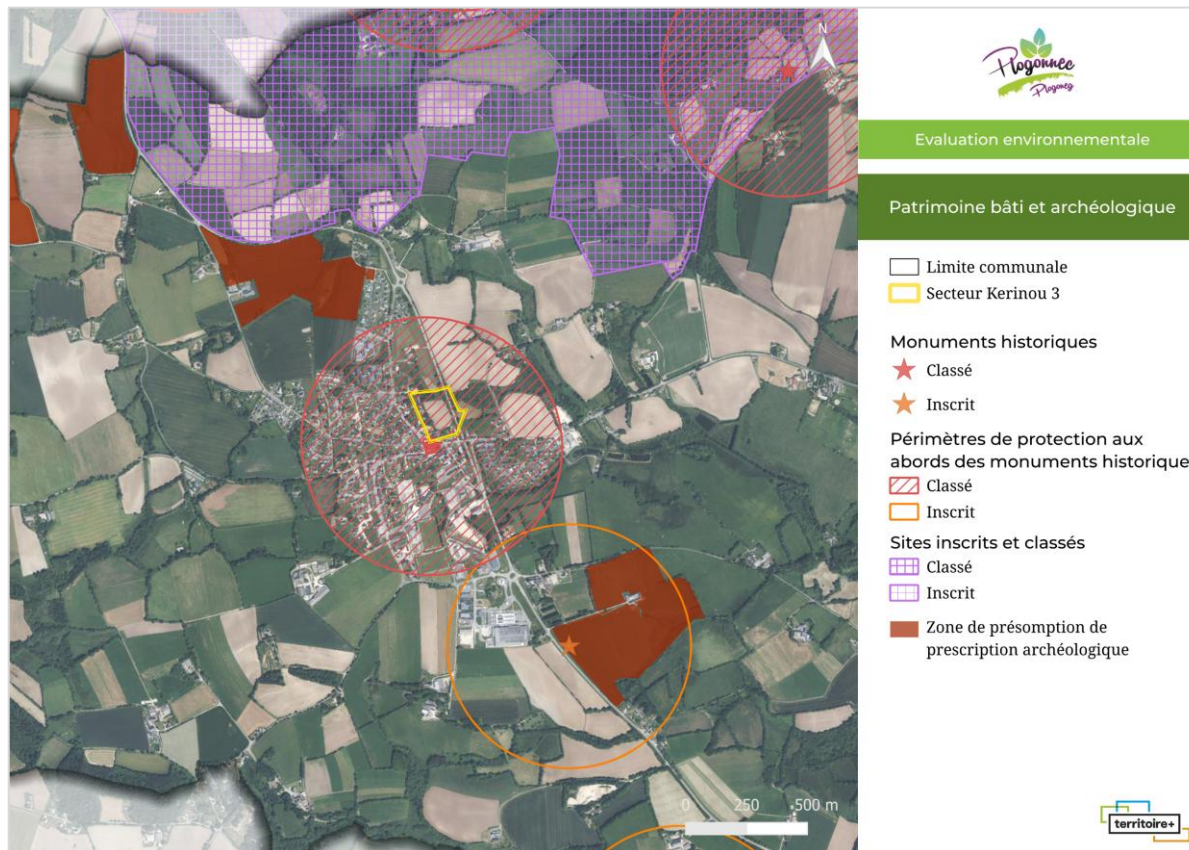 N
Plogonnec
Plogoneg
Evaluation environnementale
Patrimoine bâti et archéologique
Limite communale
Secteur Kerinou 3
Monuments historiques
Classé
Inscrit
Périmètres de protection aux
abords des monuments historique
Classé
Inscrit
Sites inscrits et classés
Classé
Inscrit
Zone de présomption de
prescription archéologique
0 250 500 m
territoire+